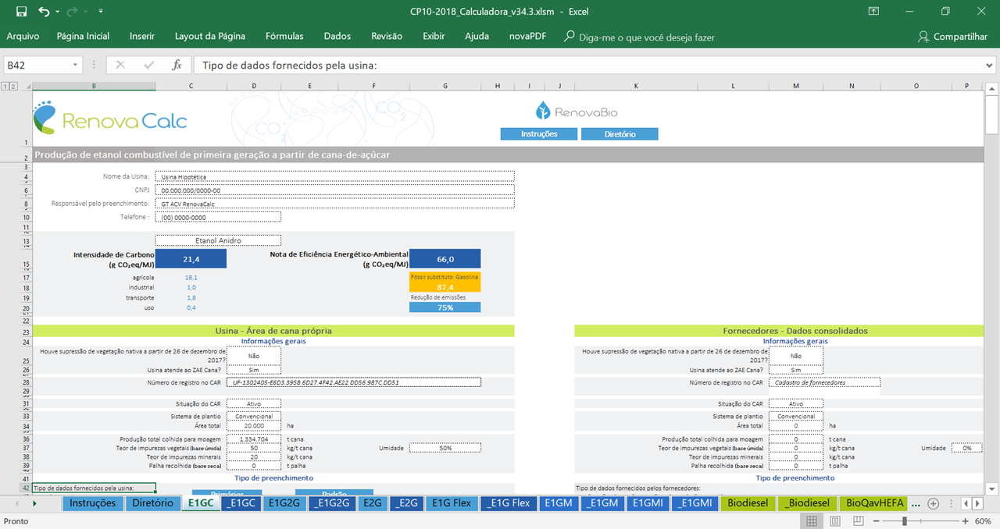 CP10-2018_Calculadora_v34.3.xlsm - Excel
Arquivo Página Inicial Inserir Layout da Página Fórmulas Dados Revisão Exibir Ajuda novaPDF Diga-me o que você deseja fazer Compartilhar
B42 fx Tipo de dados fornecidos pela usina:
1 2 B C D E F G H I J K L M N O P
RenovaCalc CO2 CO2 RenovaBio
1 Instruções Diretório
2 Produção de etanol combustível de primeira geração a partir de cana-de-açúcar
3
4 Nome da Usina: Usina Hipotética
6 CNPJ 00.000.000/0000-00
8 Responsável pelo preenchimento: GT ACV RenovaCalc
10 Telefone : (00) 0000-0000
11
13 Etanol Anidro
Intensidade de Carbono Nota de Eficiência Energético-Ambiental
15 (g CO₂eq/MJ) 21,4 (g CO₂eq/MJ) 66,0
17 agrícola 18,1 Fóssil substituto: Gasolina
18 industrial 1,0 87,4
19 transporte 1,8 Redução de emissões
20 uso 0,4 75%
22
23 Usina - Área de cana própria Fornecedores - Dados consolidados
24 Informações gerais Informações gerais
Houve supressão de vegetação nativa a partir de 26 de dezembro de Houve supressão de vegetação nativa a partir de 26 de dezembro de
25 2017? Não 2017? Não
26 Usina atende ao ZAE Cana? Sim Usina atende ao ZAE Cana? Sim
28 Número de registro no CAR UF-1302405-E6D3.395B.6D27.4F42.AE22.DD56.987C.DD51 Número de registro no CAR Cadastro de fornecedores
29
31 Situação do CAR Ativo Situação do CAR Ativo
33 Sistema de plantio Convencional Sistema de plantio Convencional
34 Área total 20.000 ha Área total 0 ha
36 Produção total colhida para moagem 1.334.704 t cana Produção total colhida para moagem 0 t cana
37 Teor de impurezas vegetais (base úmida) 50 kg/t cana Umidade 50% Teor de impurezas vegetais (base úmida) 0 kg/t cana Umidade 0%
38 Teor de impurezas minerais 20 kg/t cana Teor de impurezas minerais 0 kg/t cana
39 Palha recolhida (base seca) 0 t palha Palha recolhida (base seca) 0 t palha
41 Tipo de preenchimento Tipo de preenchimento
42 Tipo de dados fornecidos pela usina: Tipo de dados fornecidos pelos fornecedores:
Primários Padrão
Instruções Diretório E1GC _E1GC E1G2G _E1G2G E2G _E2G E1G Flex _E1G Flex E1GM _E1GM E1GMI _E1GMI Biodiesel _Biodiesel BioQavHEFA ...
Pronto 60%